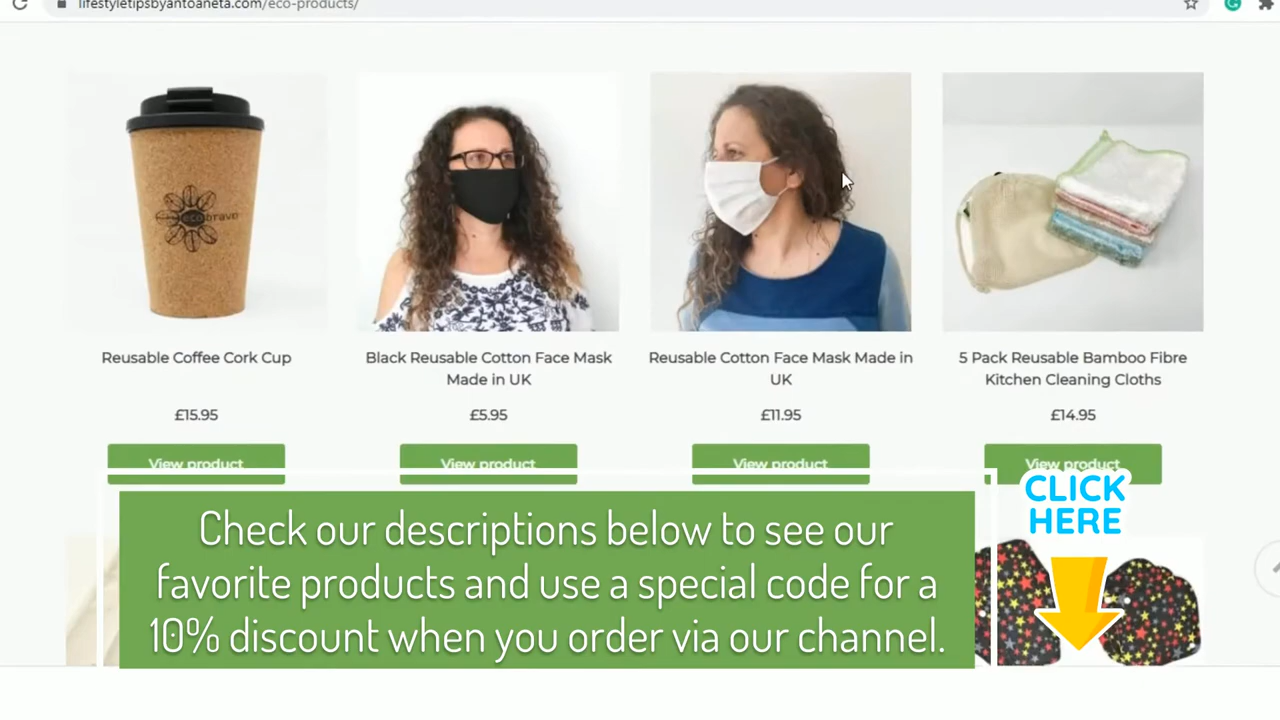 lifestyletipsbyantoaneta.com/eco-products/
ecobravo
Reusable Coffee Cork Cup
Black Reusable Cotton Face Mask
Made in UK
Reusable Cotton Face Mask Made in
UK
5 Pack Reusable Bamboo Fibre
Kitchen Cleaning Cloths
£15.95
£5.95
£11.95
£14.95
View product
View product
View product
View product
Check our descriptions below to see our
favorite products and use a special code for a
10% discount when you order via our channel.
CLICK
HERE